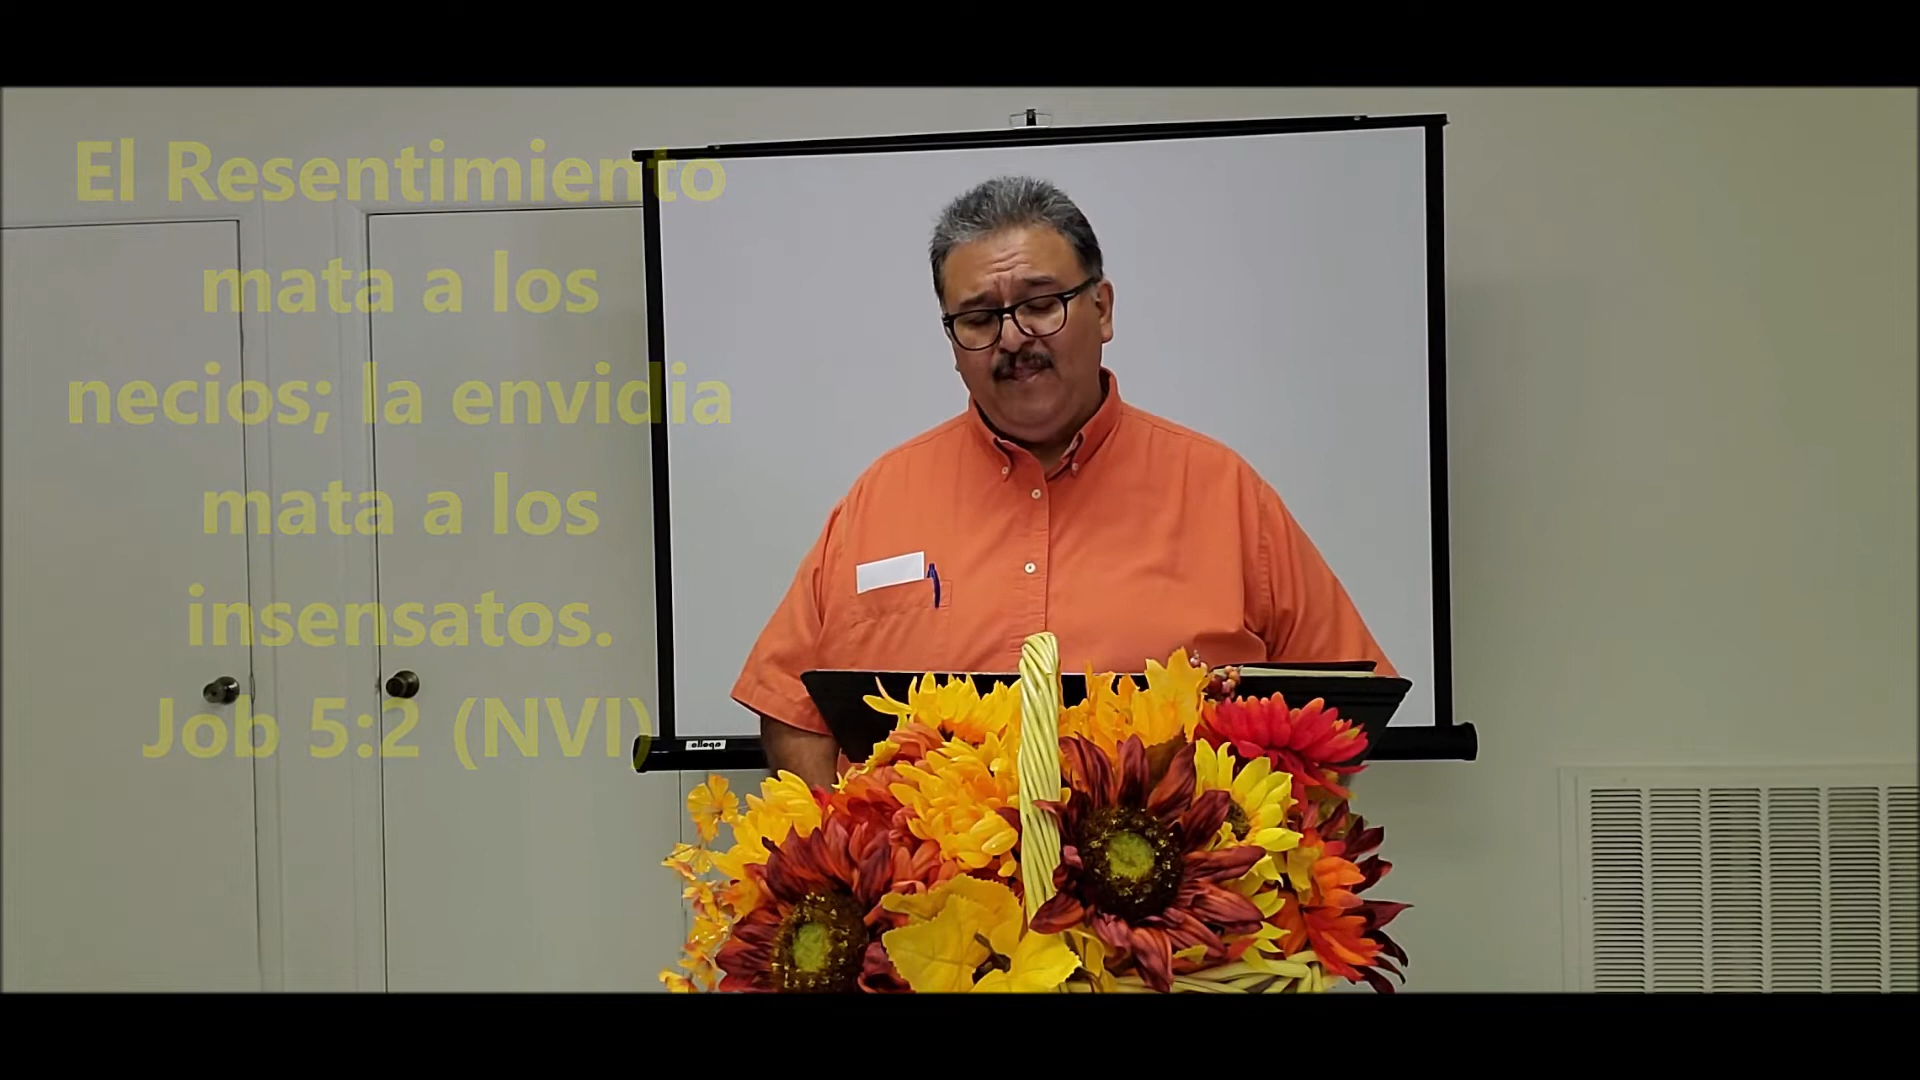 El Resentimiento
mata a los
necios; la envidia
mata a los
insensatos.
Job 5:2 (NVI)